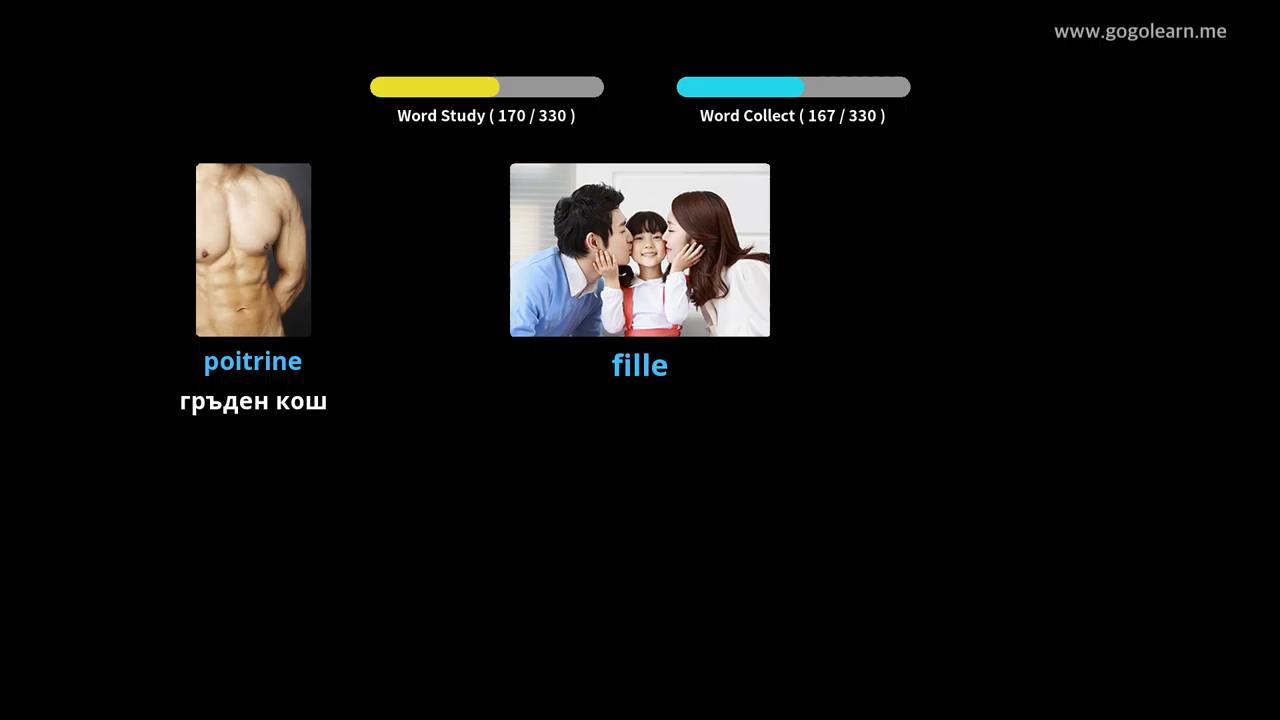 www.gogolearn.me
Word Study ( 170 / 330 )
Word Collect ( 167 / 330 )
poitrine
гръден кош
fille